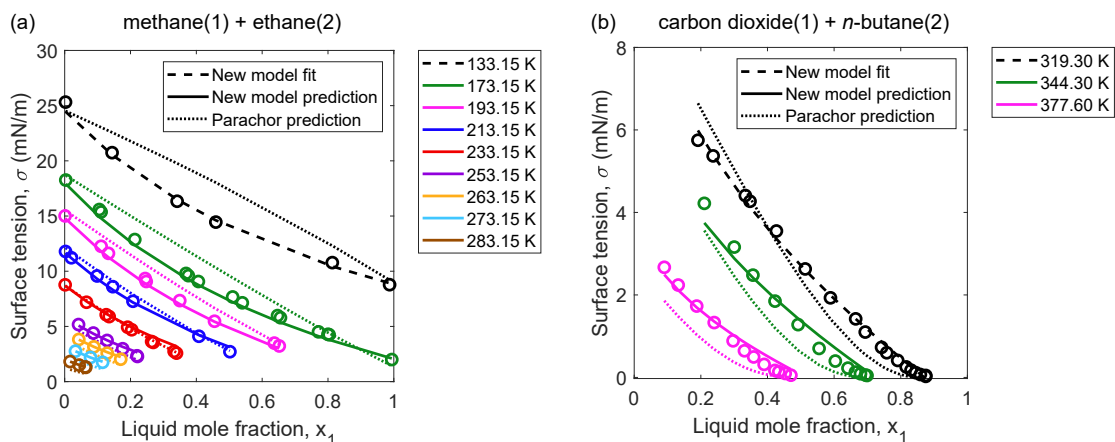 (a) methane(1) + ethane(2)
Surface tension, σ (mN/m)
30
25
20
15
10
5
0
0 0.2 0.4 0.6 0.8 1
Liquid mole fraction, x1
New model fit
New model prediction
Parachor prediction
133.15 K
173.15 K
193.15 K
213.15 K
233.15 K
253.15 K
263.15 K
273.15 K
283.15 K
(b) carbon dioxide(1) + n-butane(2)
Surface tension, σ (mN/m)
8
6
4
2
0
0 0.2 0.4 0.6 0.8 1
Liquid mole fraction, x1
New model fit
New model prediction
Parachor prediction
319.30 K
344.30 K
377.60 K